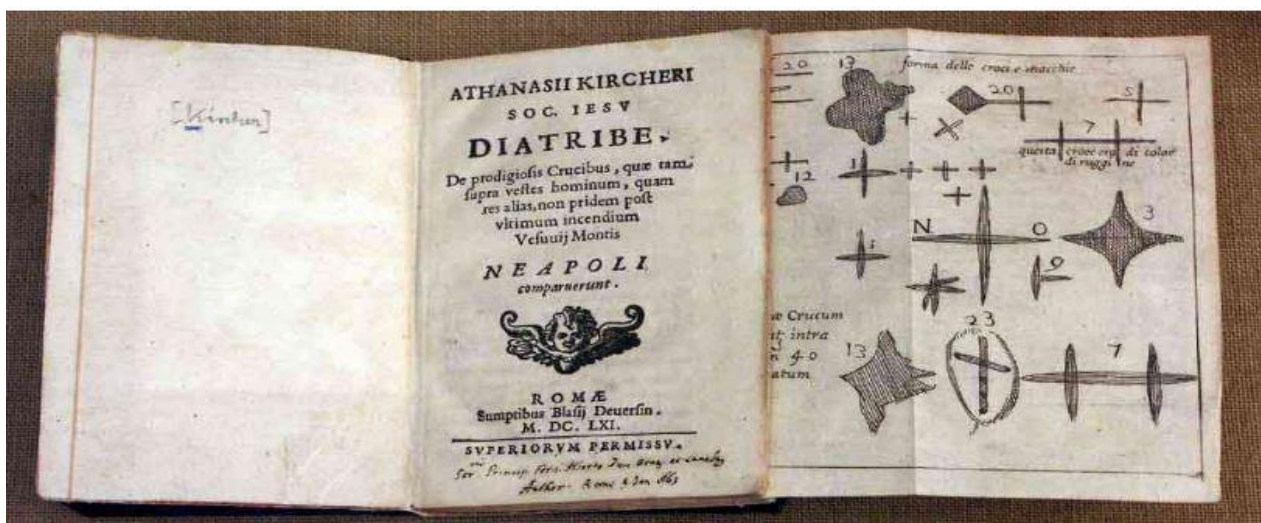 [Kircher]
ATHANASII KIRCHERI
SOC. IESV
DIATRIBE.
De prodigiosis Crucibus, quæ tam
supra vestes hominum, quam
res alias, non pridem post
vltimum incendium
Vesuuij Montis
NEAPOLI
comparuerunt.
ROMÆ
Sumptibus Blasij Deuersin.
M. DC. LXI.
SVPERIORVM PERMISSV.
Author Rome Jan
forma delle croci e macchie
20 13 20 5
7
questa croce era di color
di ruggine
12
N O 3
9
æ Crucum
intra
40
atum
13 23 7